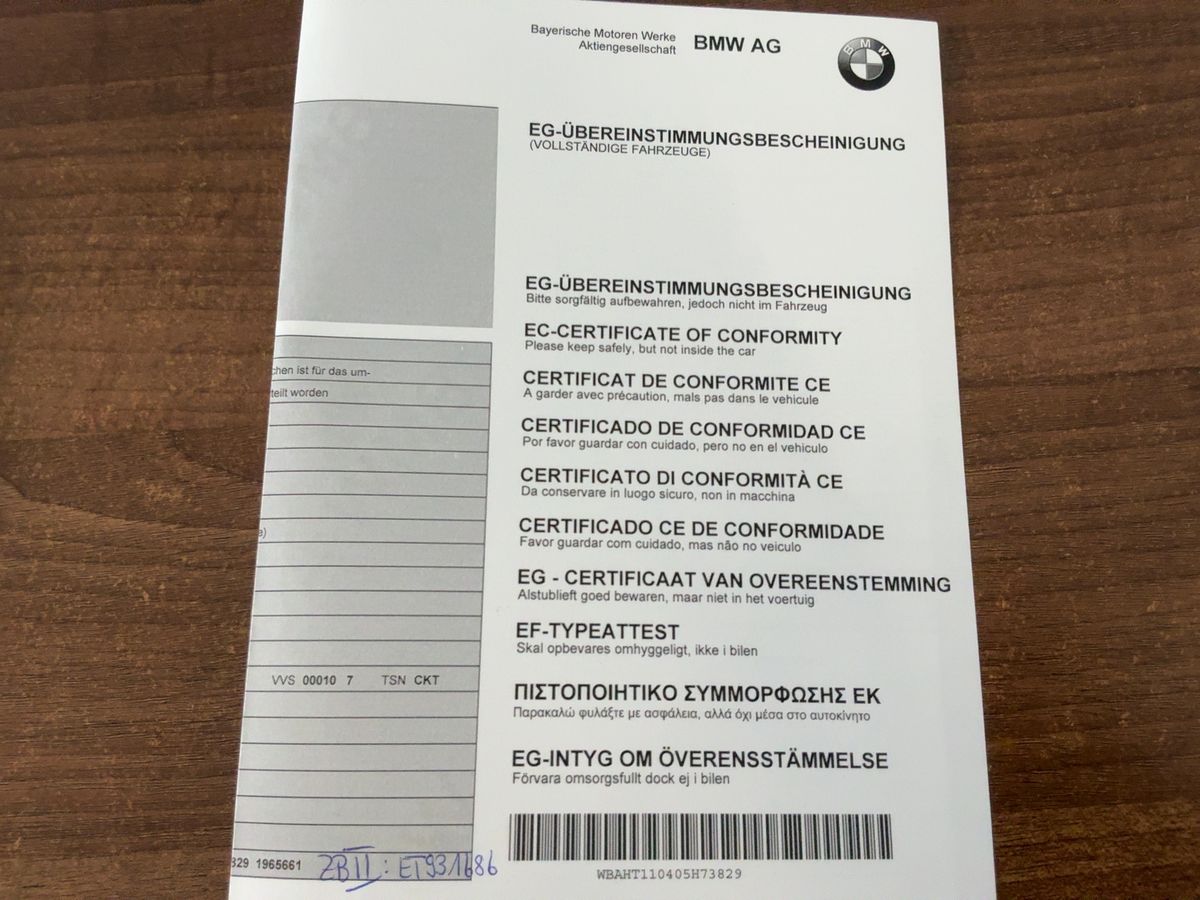 Bayerische Motoren Werke
Aktiengesellschaft
BMW AG
BMW
EG-ÜBEREINSTIMMUNGSBESCHEINIGUNG
(VOLLSTÄNDIGE FAHRZEUGE)
EG-ÜBEREINSTIMMUNGSBESCHEINIGUNG
Bitte sorgfältig aufbewahren, jedoch nicht im Fahrzeug
EC-CERTIFICATE OF CONFORMITY
Please keep safely, but not inside the car
CERTIFICAT DE CONFORMITE CE
A garder avec précaution, mals pas dans le vehicule
CERTIFICADO DE CONFORMIDAD CE
Por favor guardar con cuidado, pero no en el vehiculo
CERTIFICATO DI CONFORMITÀ CE
Da conservare in luogo sicuro, non in macchina
CERTIFICADO CE DE CONFORMIDADE
Favor guardar com cuidado, mas não no veiculo
EG - CERTIFICAAT VAN OVEREENSTEMMING
Alstublieft goed bewaren, maar niet in het voertuig
EF-TYPEATTEST
Skal opbevares omhyggeligt, ikke i bilen
ΠΙΣΤΟΠΟΙΗΤΙΚΟ ΣΥΜΜΟΡΦΩΣΗΣ ΕΚ
Παρακαλώ φυλάξτε με ασφάλεια, αλλά όχι μέσα στο αυτοκίνητο
EG-INTYG OM ÖVERENSSTÄMMELSE
Förvara omsorgsfullt dock ej i bilen
WBAHT110405H73829
chen ist für das um-
teilt worden
e)
VVS 00010 7 TSN CKT
829 1965661
ZB II: ET931686